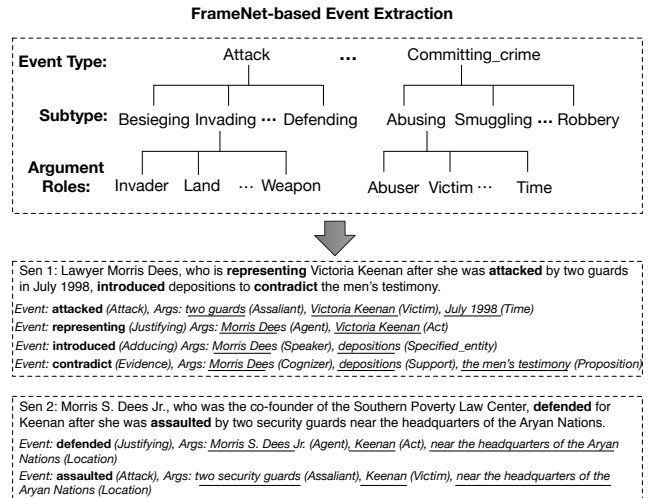 FrameNet-based Event Extraction
Event Type: Attack ... Committing_crime
Subtype: Besieging Invading ... Defending Abusing Smuggling ... Robbery
Argument
Roles: Invader Land ... Weapon Abuser Victim ... Time
Sen 1: Lawyer Morris Dees, who is representing Victoria Keenan after she was attacked by two guards
in July 1998, introduced depositions to contradict the men's testimony.
Event: attacked (Attack), Args: two guards (Assaliant), Victoria Keenan (Victim), July 1998 (Time)
Event: representing (Justifying) Args: Morris Dees (Agent), Victoria Keenan (Act)
Event: introduced (Adducing) Args: Morris Dees (Speaker), depositions (Specified_entity)
Event: contradict (Evidence), Args: Morris Dees (Cognizer), depositions (Support), the men's testimony (Proposition)
Sen 2: Morris S. Dees Jr., who was the co-founder of the Southern Poverty Law Center, defended for
Keenan after she was assaulted by two security guards near the headquarters of the Aryan Nations.
Event: defended (Justifying), Args: Morris S. Dees Jr. (Agent), Keenan (Act), near the headquarters of the Aryan
Nations (Location)
Event: assaulted (Attack), Args: two security guards (Assaliant), Keenan (Victim), near the headquarters of the
Aryan Nations (Location)